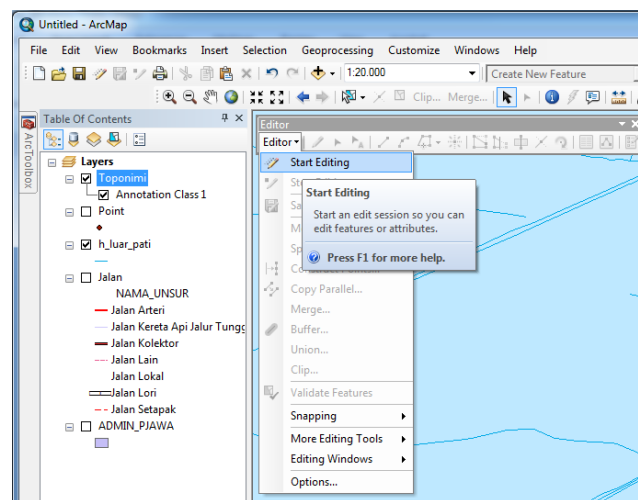 Untitled - ArcMap
File Edit View Bookmarks Insert Selection Geoprocessing Customize Windows Help
1:20.000 Create New Feature
Clip... Merge...
Table Of Contents
ArcToolbox
Layers
Toponimi
Annotation Class 1
Point
h_luar_pati
Jalan
NAMA_UNSUR
Jalan Arteri
Jalan Kereta Api Jalur Tungg
Jalan Kolektor
Jalan Lain
Jalan Lokal
Jalan Lori
Jalan Setapak
ADMIN_PJAWA
Editor
Editor
Start Editing
Start Editing
Start an edit session so you can
edit features or attributes.
Press F1 for more help.
Copy Parallel...
Merge...
Buffer...
Union...
Clip...
Validate Features
Snapping
More Editing Tools
Editing Windows
Options...